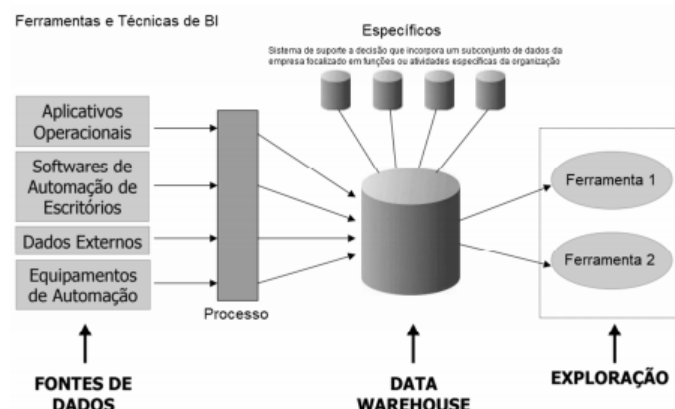 Ferramentas e Técnicas de BI
Específicos
Sistema de suporte a decisão que incorpora um subconjunto de dados da
empresa focalizado em funções ou atividades específicas da organização
Aplicativos
Operacionais
Softwares de
Automação de
Escritórios
Dados Externos
Equipamentos
de Automação
Processo
Ferramenta 1
Ferramenta 2
FONTES DE
DADOS
DATA
WAREHOUSE
EXPLORAÇÃO